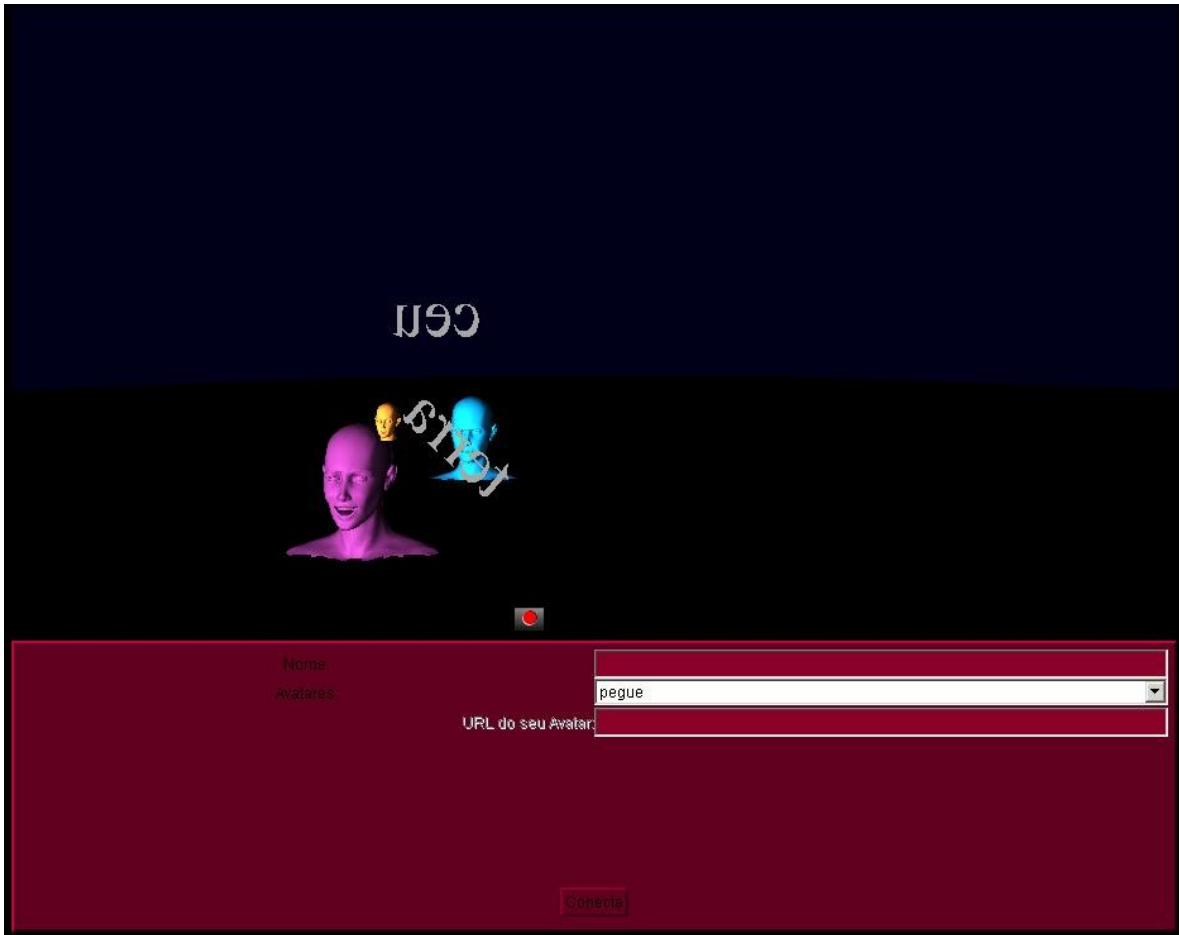 ceu
terra
Nome
Avatares
pegue
URL do seu Avatar:
Conecta